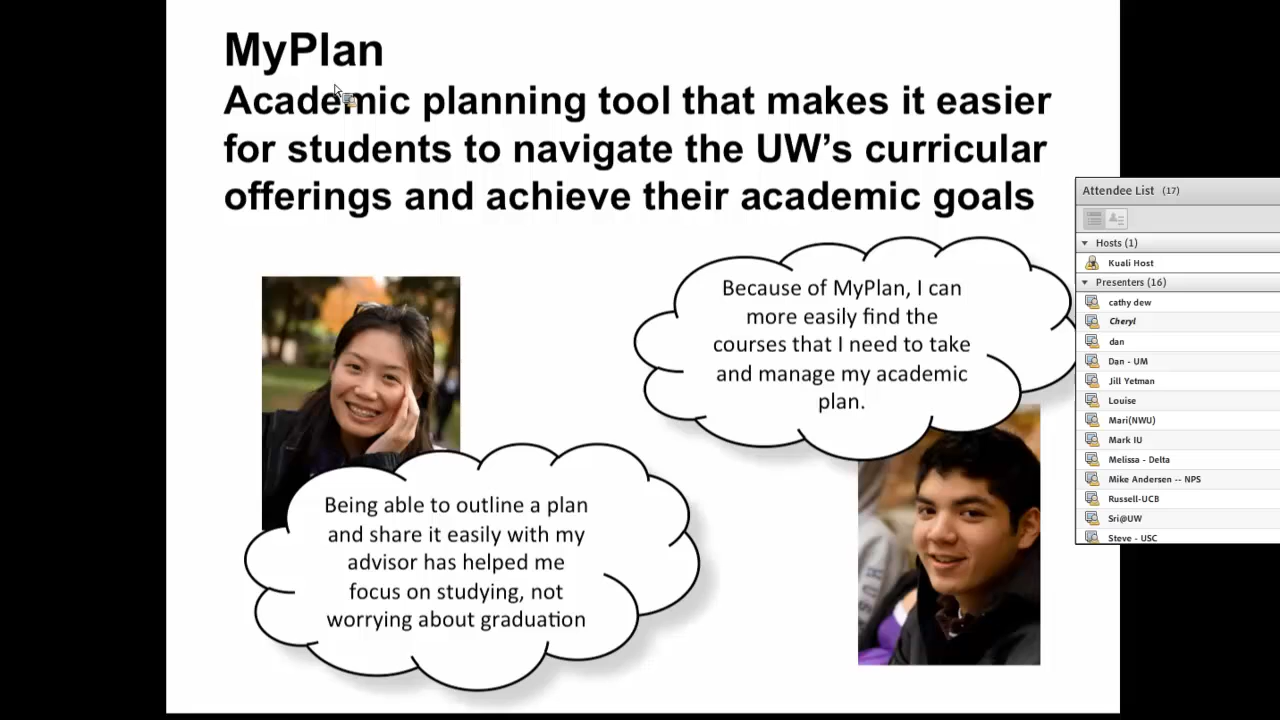 MyPlan
Academic planning tool that makes it easier
for students to navigate the UW's curricular
offerings and achieve their academic goals
Because of MyPlan, I can
more easily find the
courses that I need to take
and manage my academic
plan.
Being able to outline a plan
and share it easily with my
advisor has helped me
focus on studying, not
worrying about graduation
Attendee List (17)
Hosts (1)
Kuali Host
Presenters (16)
cathy dew
Cheryl
dan
Dan - UM
Jill Yetman
Louise
Mari(NWU)
Mark IU
Melissa - Delta
Mike Andersen -- NPS
Russell-UCB
Sri@UW
Steve - USC